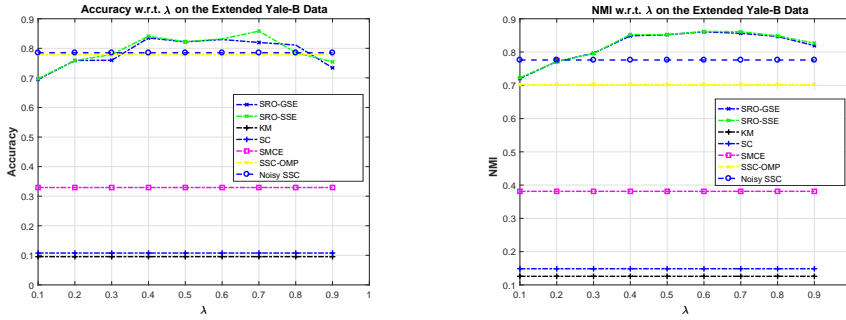 Accuracy w.r.t. λ on the Extended Yale-B Data
0.9
0.8
0.7
0.6
0.5
0.4
0.3
0.2
0.1
0
Accuracy
SRO-GSE
SRO-SSE
KM
SC
SMCE
SSC-OMP
Noisy SSC
0.1 0.2 0.3 0.4 0.5 0.6 0.7 0.8 0.9 1
λ
NMI w.r.t. λ on the Extended Yale-B Data
0.9
0.8
0.7
0.6
0.5
0.4
0.3
0.2
0.1
NMI
SRO-GSE
SRO-SSE
KM
SC
SMCE
SSC-OMP
Noisy SSC
0.1 0.2 0.3 0.4 0.5 0.6 0.7 0.8 0.9 1
λ